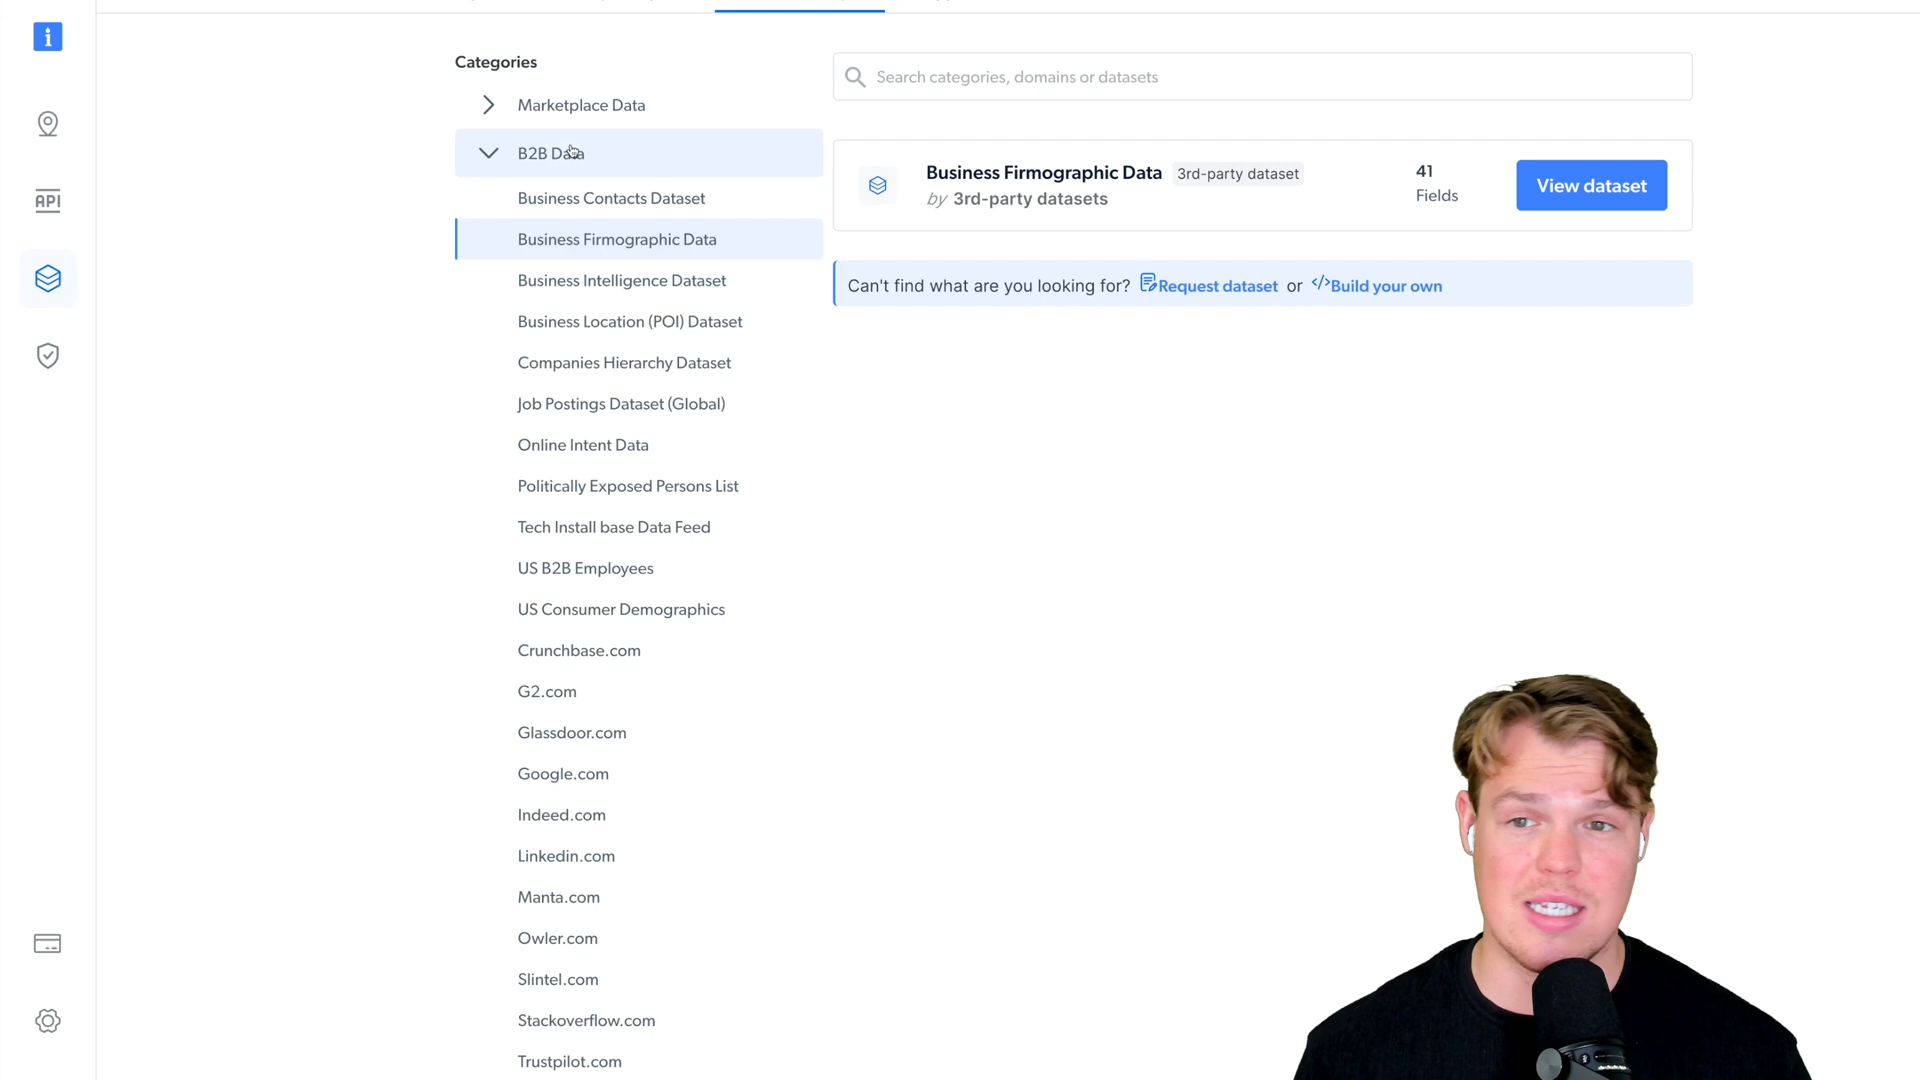 i
API
Categories
Marketplace Data
B2B Data
Business Contacts Dataset
Business Firmographic Data
Business Intelligence Dataset
Business Location (POI) Dataset
Companies Hierarchy Dataset
Job Postings Dataset (Global)
Online Intent Data
Politically Exposed Persons List
Tech Install base Data Feed
US B2B Employees
US Consumer Demographics
Crunchbase.com
G2.com
Glassdoor.com
Google.com
Indeed.com
Linkedin.com
Manta.com
Owler.com
Slintel.com
Stackoverflow.com
Trustpilot.com
Search categories, domains or datasets
Business Firmographic Data 3rd-party dataset
by 3rd-party datasets
41
Fields
View dataset
Can't find what are you looking for? Request dataset or </> Build your own